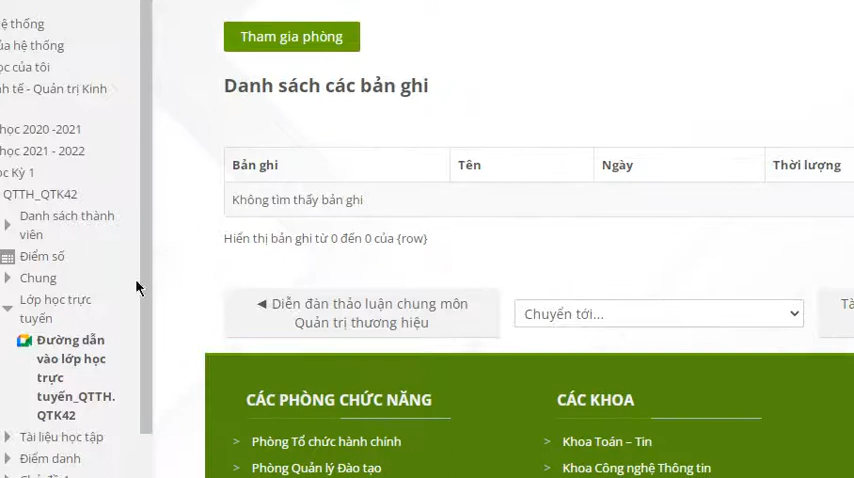 ệ thống
ủa hệ thống
ọc của tôi
h tế - Quản trị Kinh
học 2020 -2021
học 2021 - 2022
ọc Kỳ 1
QTTH_QTK42
Danh sách thành
viên
Điểm số
Chung
Lớp học trực
tuyến
Đường dẫn
vào lớp học
trực
tuyến_QTTH.
QTK42
Tài liệu học tập
Điểm danh
Tham gia phòng
Danh sách các bản ghi
Bản ghi Tên Ngày Thời lượng
Không tìm thấy bản ghi
Hiển thị bản ghi từ 0 đến 0 của {row}
◄ Diễn đàn thảo luận chung môn
Quản trị thương hiệu
Chuyển tới...
Tà
CÁC PHÒNG CHỨC NĂNG
> Phòng Tổ chức hành chính
> Phòng Quản lý Đào tạo
CÁC KHOA
> Khoa Toán – Tin
> Khoa Công nghệ Thông tin